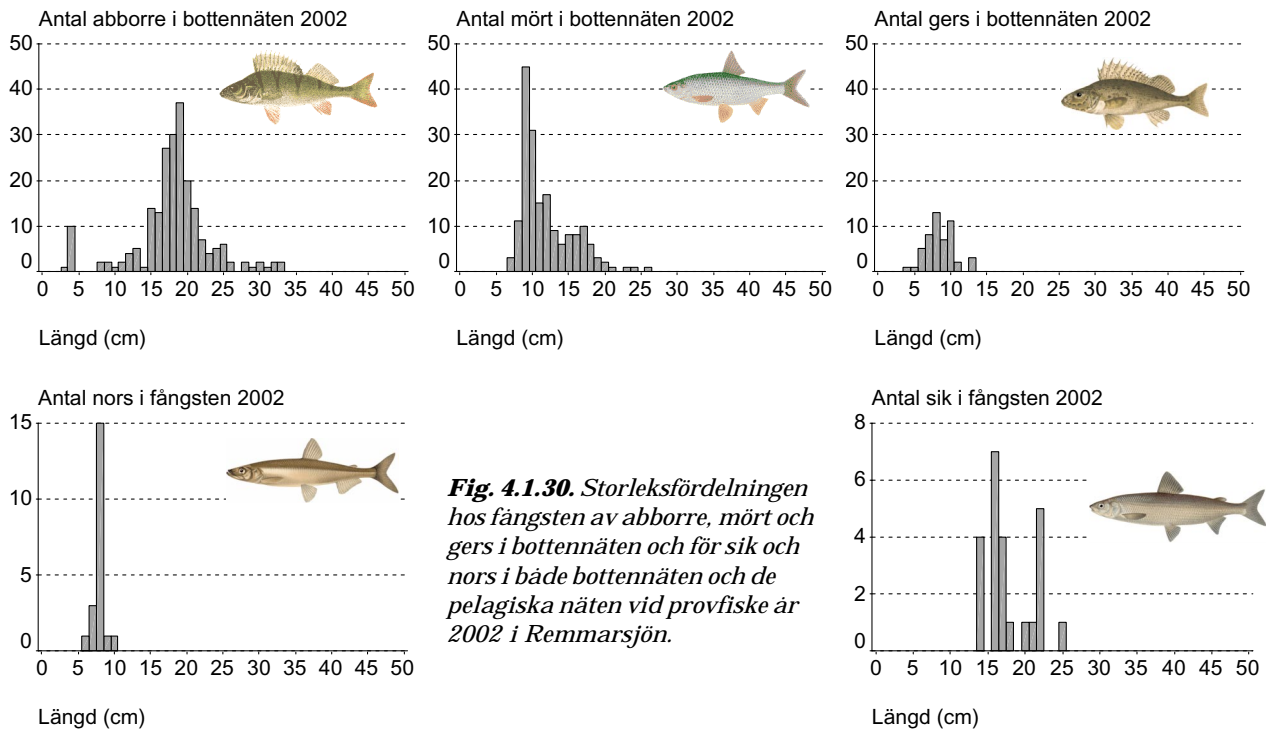 Antal abborre i bottennäten 2002
50
40
30
20
10
0
0 5 10 15 20 25 30 35 40 45 50
Längd (cm)
Antal mört i bottennäten 2002
50
40
30
20
10
0
0 5 10 15 20 25 30 35 40 45 50
Längd (cm)
Antal gers i bottennäten 2002
50
40
30
20
10
0
0 5 10 15 20 25 30 35 40 45 50
Längd (cm)
Antal nors i fångsten 2002
15
10
5
0
0 5 10 15 20 25 30 35 40 45 50
Längd (cm)
Fig. 4.1.30. Storleksfördelningen
hos fångsten av abborre, mört och
gers i bottennäten och för sik och
nors i både bottennäten och de
pelagiska näten vid provfiske år
2002 i Remmarsjön.
Antal sik i fångsten 2002
8
6
4
2
0
0 5 10 15 20 25 30 35 40 45 50
Längd (cm)